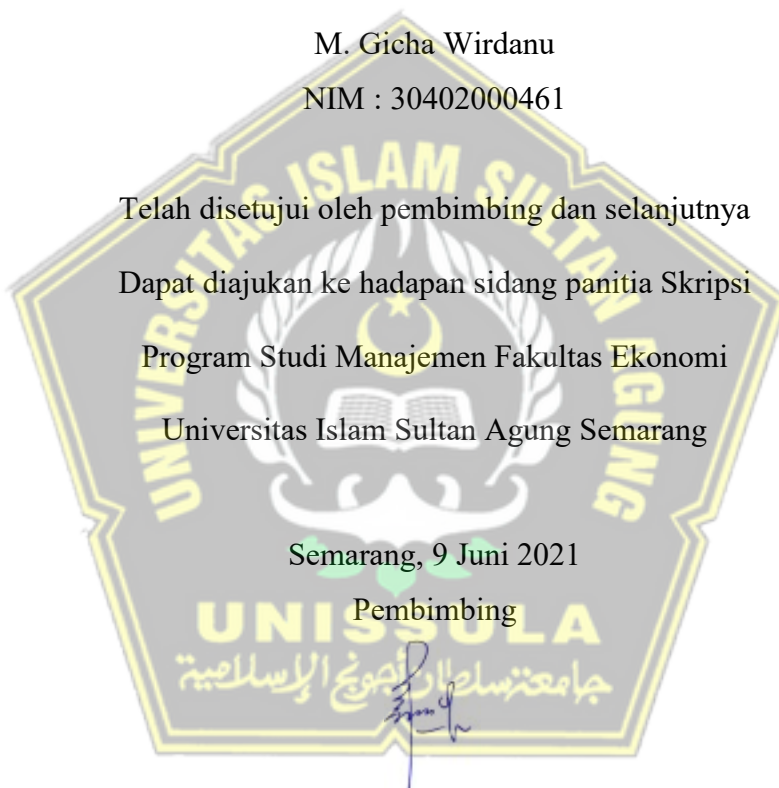 M. Gicha Wirdanu
NIM : 30402000461
Telah disetujui oleh pembimbing dan selanjutnya
Dapat diajukan ke hadapan sidang panitia Skripsi
Program Studi Manajemen Fakultas Ekonomi
Universitas Islam Sultan Agung Semarang
Semarang, 9 Juni 2021
Pembimbing
UNIVERSITAS ISLAM SULTAN AGUNG
UNISSULA
جامعتسلطان أجونج الإسلامية